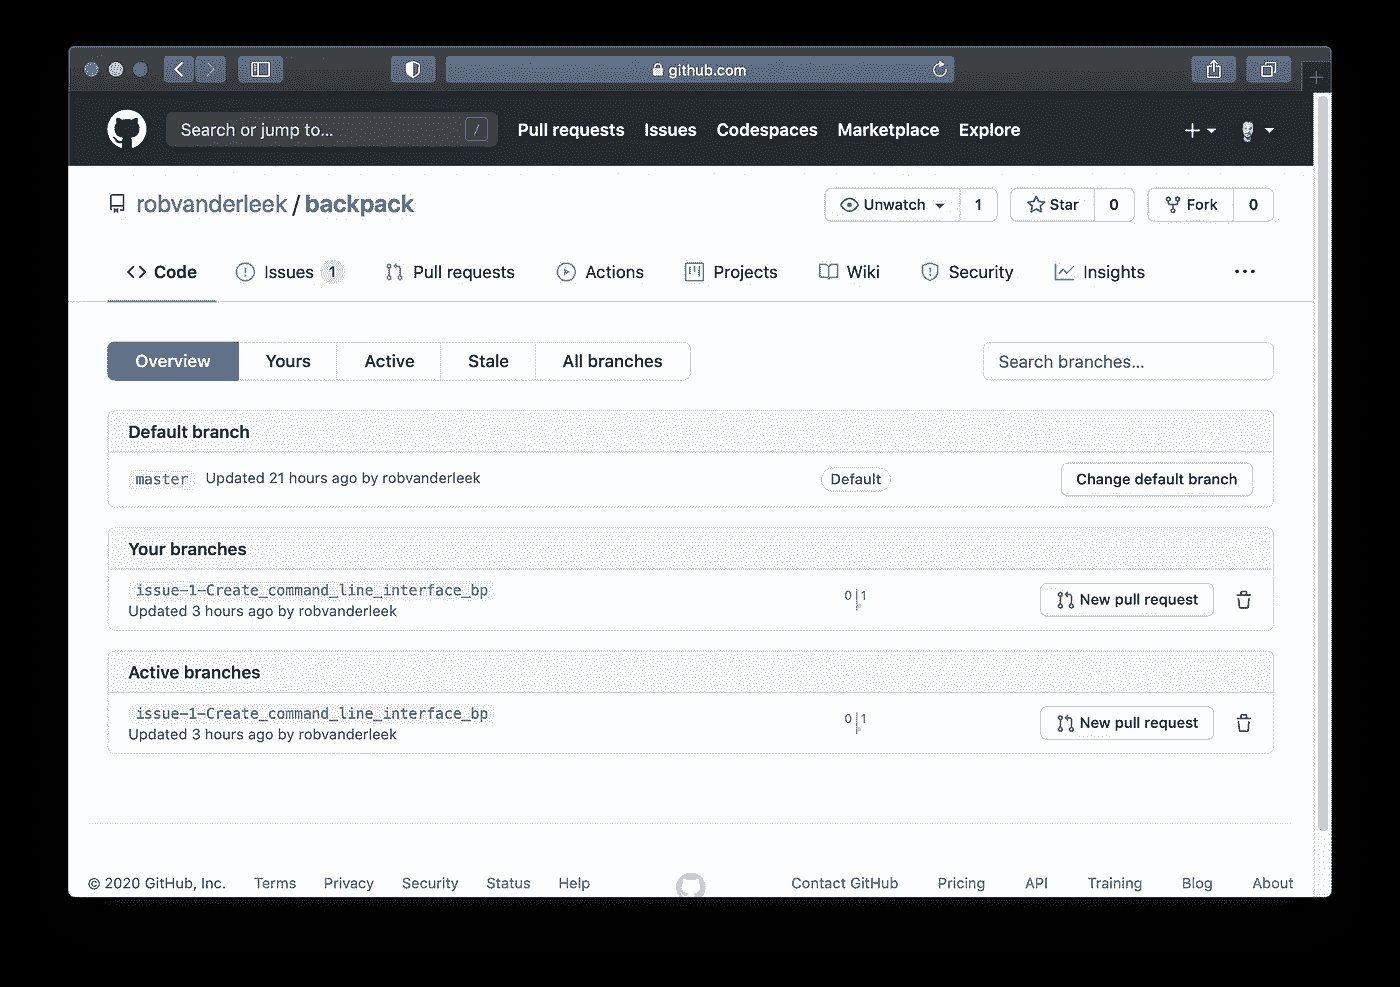 github.com
Search or jump to... /
Pull requests Issues Codespaces Marketplace Explore
robvanderleek / backpack
Unwatch 1 Star 0 Fork 0
Code Issues 1 Pull requests Actions Projects Wiki Security Insights ...
Overview Yours Active Stale All branches
Search branches...
Default branch
master Updated 21 hours ago by robvanderleek Default Change default branch
Your branches
issue-1-Create_command_line_interface_bp
Updated 3 hours ago by robvanderleek
0|1 New pull request
Active branches
issue-1-Create_command_line_interface_bp
Updated 3 hours ago by robvanderleek
0|1 New pull request
© 2020 GitHub, Inc. Terms Privacy Security Status Help Contact GitHub Pricing API Training Blog About